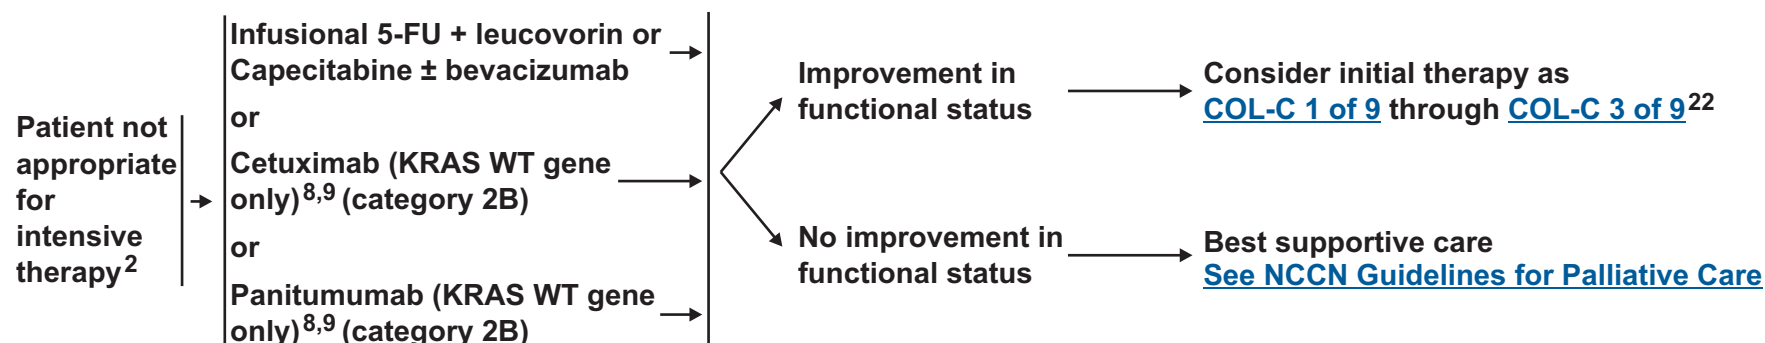 Patient not
appropriate
for
intensive
therapy2
Infusional 5-FU + leucovorin or
Capecitabine ± bevacizumab
or
Cetuximab (KRAS WT gene
only)8,9 (category 2B)
or
Panitumumab (KRAS WT gene
only)8,9 (category 2B)
Improvement in
functional status
Consider initial therapy as
COL-C 1 of 9 through COL-C 3 of 922
No improvement in
functional status
Best supportive care
See NCCN Guidelines for Palliative Care